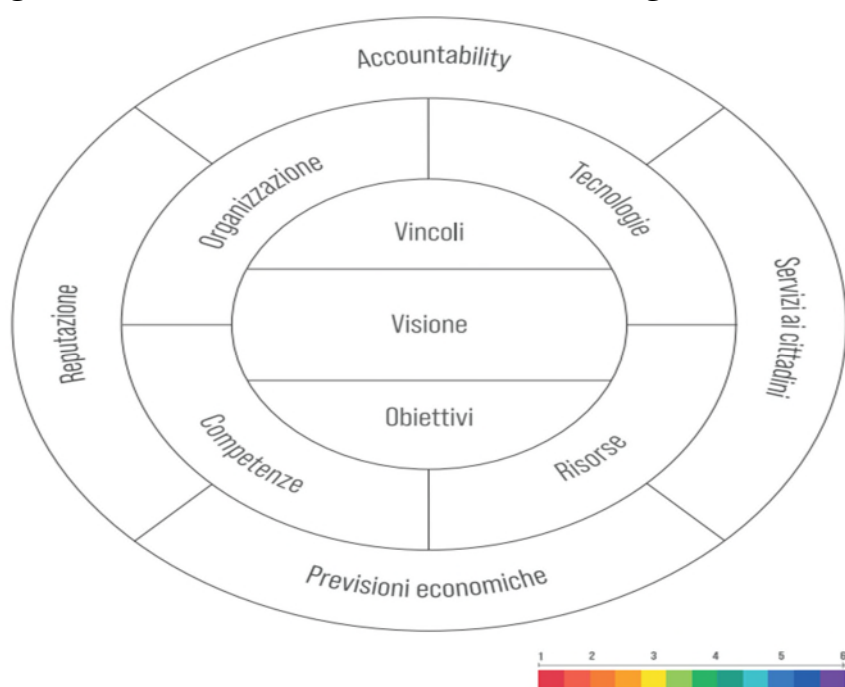 Accountability
Organizzazione
Tecnologie
Vincoli
Reputazione
Visione
Servizi ai cittadini
Obiettivi
Competenze
Risorse
Previsioni economiche
1 2 3 4 5 6